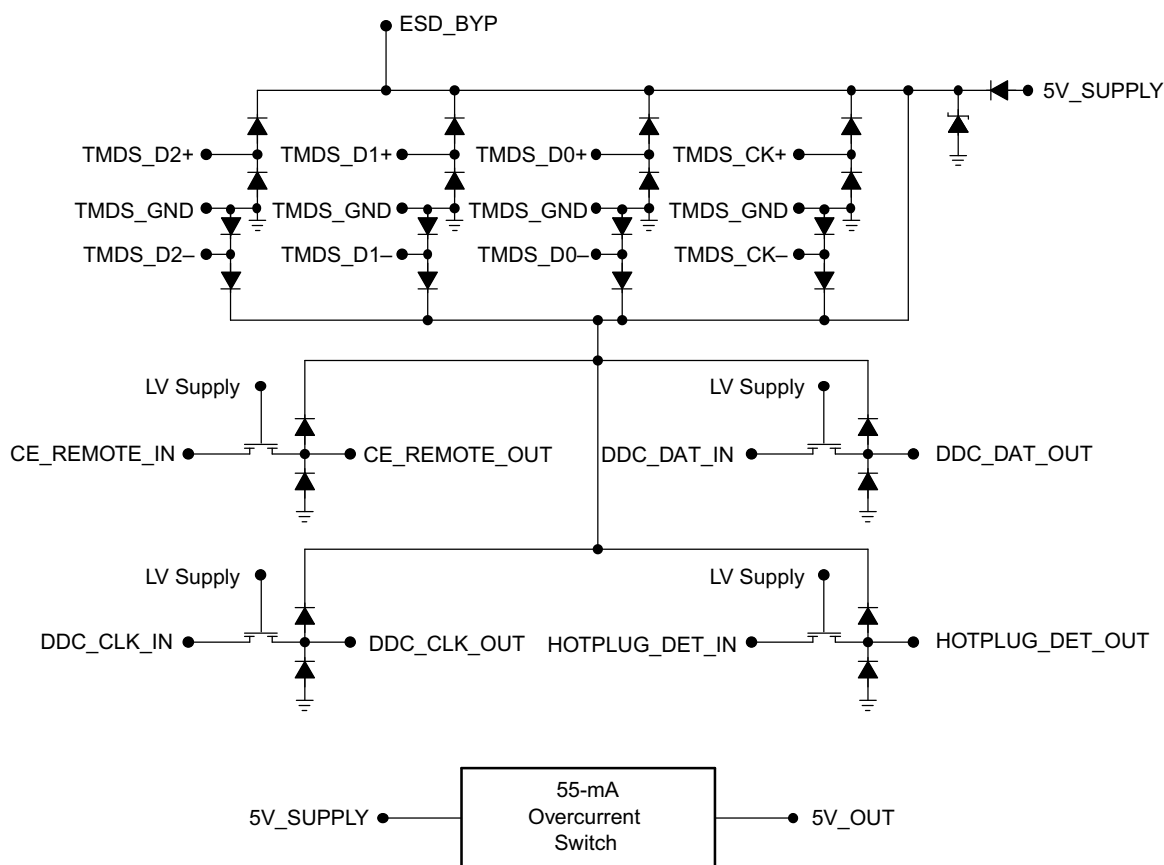 ESD_BYP
5V_SUPPLY
TMDS_D2+
TMDS_D1+
TMDS_D0+
TMDS_CK+
TMDS_GND
TMDS_GND
TMDS_GND
TMDS_GND
TMDS_D2–
TMDS_D1–
TMDS_D0–
TMDS_CK–
LV Supply
LV Supply
CE_REMOTE_IN
CE_REMOTE_OUT
DDC_DAT_IN
DDC_DAT_OUT
LV Supply
LV Supply
DDC_CLK_IN
DDC_CLK_OUT
HOTPLUG_DET_IN
HOTPLUG_DET_OUT
5V_SUPPLY
55-mA
Overcurrent
Switch
5V_OUT